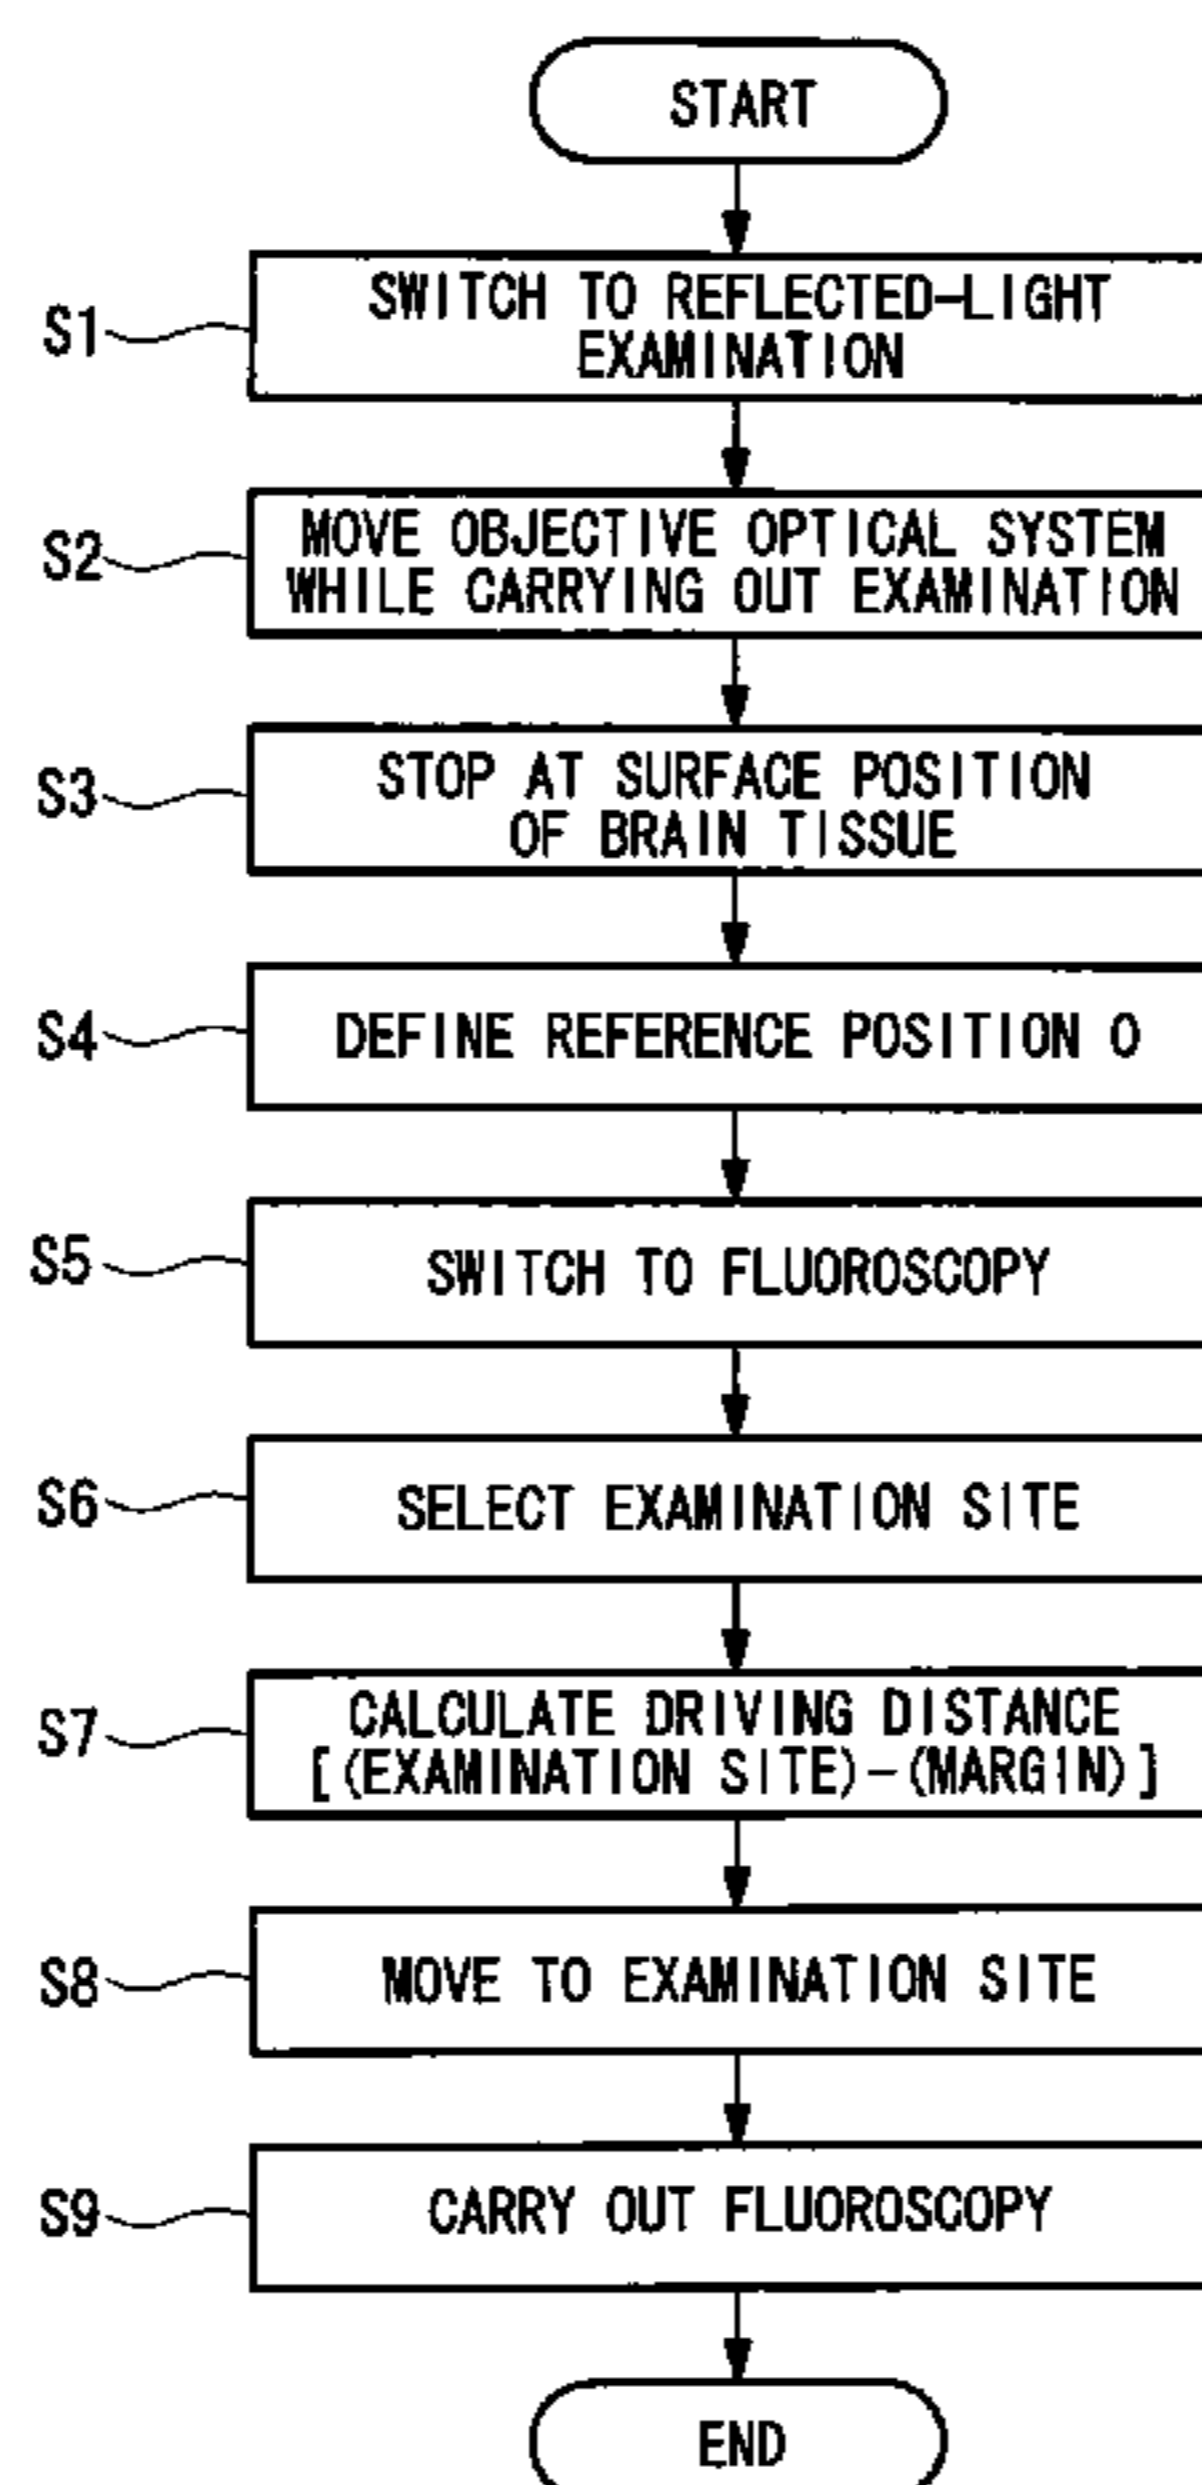 START
S1
SWITCH TO REFLECTED-LIGHT
EXAMINATION
S2
MOVE OBJECTIVE OPTICAL SYSTEM
WHILE CARRYING OUT EXAMINATION
S3
STOP AT SURFACE POSITION
OF BRAIN TISSUE
S4
DEFINE REFERENCE POSITION O
S5
SWITCH TO FLUOROSCOPY
S6
SELECT EXAMINATION SITE
S7
CALCULATE DRIVING DISTANCE
[(EXAMINATION SITE)-(MARGIN)]
S8
MOVE TO EXAMINATION SITE
S9
CARRY OUT FLUOROSCOPY
END